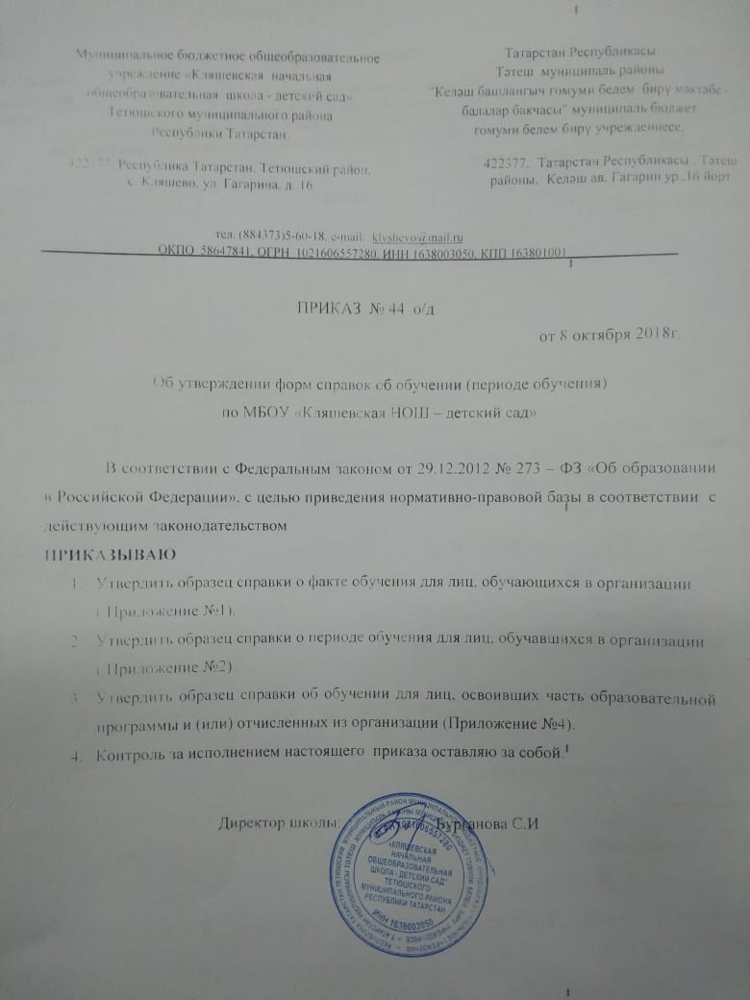 Муниципальное бюджетное общеобразовательное
учреждение «Кляшевская начальная
общеобразовательная школа - детский сад»
Тетюшского муниципального района
Республики Татарстан
422377, Республика Татарстан, Тетюшский район,
с. Кляшево, ул. Гагарина, д. 16
Татарстан Республикасы
Тәтеш муниципаль районы
"Келәш башлангыч гомуми белем бирү мәктәбе -
балалар бакчасы" муниципаль бюджет
гомуми белем бирү учреждениесе.
422377, Татарстан Республикасы , Тәтеш
районы, Келәш ав, Гагарин ур.,16 йорт
тел. (884373)5-60-18, e-mail: klyshevo@mail.ru
ОКПО 58647841, ОГРН 1021606557280, ИНН 1638003050, КПП 163801001
ПРИКАЗ № 44 о/д
от 8 октября 2018г.
Об утверждении форм справок об обучении (периоде обучения)
по МБОУ «Кляшевская НОШ – детский сад»
В соответствии с Федеральным законом от 29.12.2012 № 273 – ФЗ «Об образовании
в Российской Федерации», с целью приведения нормативно-правовой базы в соответствии с
действующим законодательством
ПРИКАЗЫВАЮ
1. Утвердить образец справки о факте обучения для лиц, обучающихся в организации
( Приложение №1).
2. Утвердить образец справки о периоде обучения для лиц, обучавшихся в организации
( Приложение №2)
3. Утвердить образец справки об обучении для лиц, освоивших часть образовательной
программы и (или) отчисленных из организации (Приложение №4).
4. Контроль за исполнением настоящего приказа оставляю за собой.
Директор школы: Бурганова С.И
ОГРН 1021606557280
«КЛЯШЕВСКАЯ
НАЧАЛЬНАЯ
ОБЩЕОБРАЗОВАТЕЛЬНАЯ
ШКОЛА - ДЕТСКИЙ САД"
ТЕТЮШСКОГО
МУНИЦИПАЛЬНОГО РАЙОНА
РЕСПУБЛИКИ ТАТАРСТАН
ИНН 1638003050